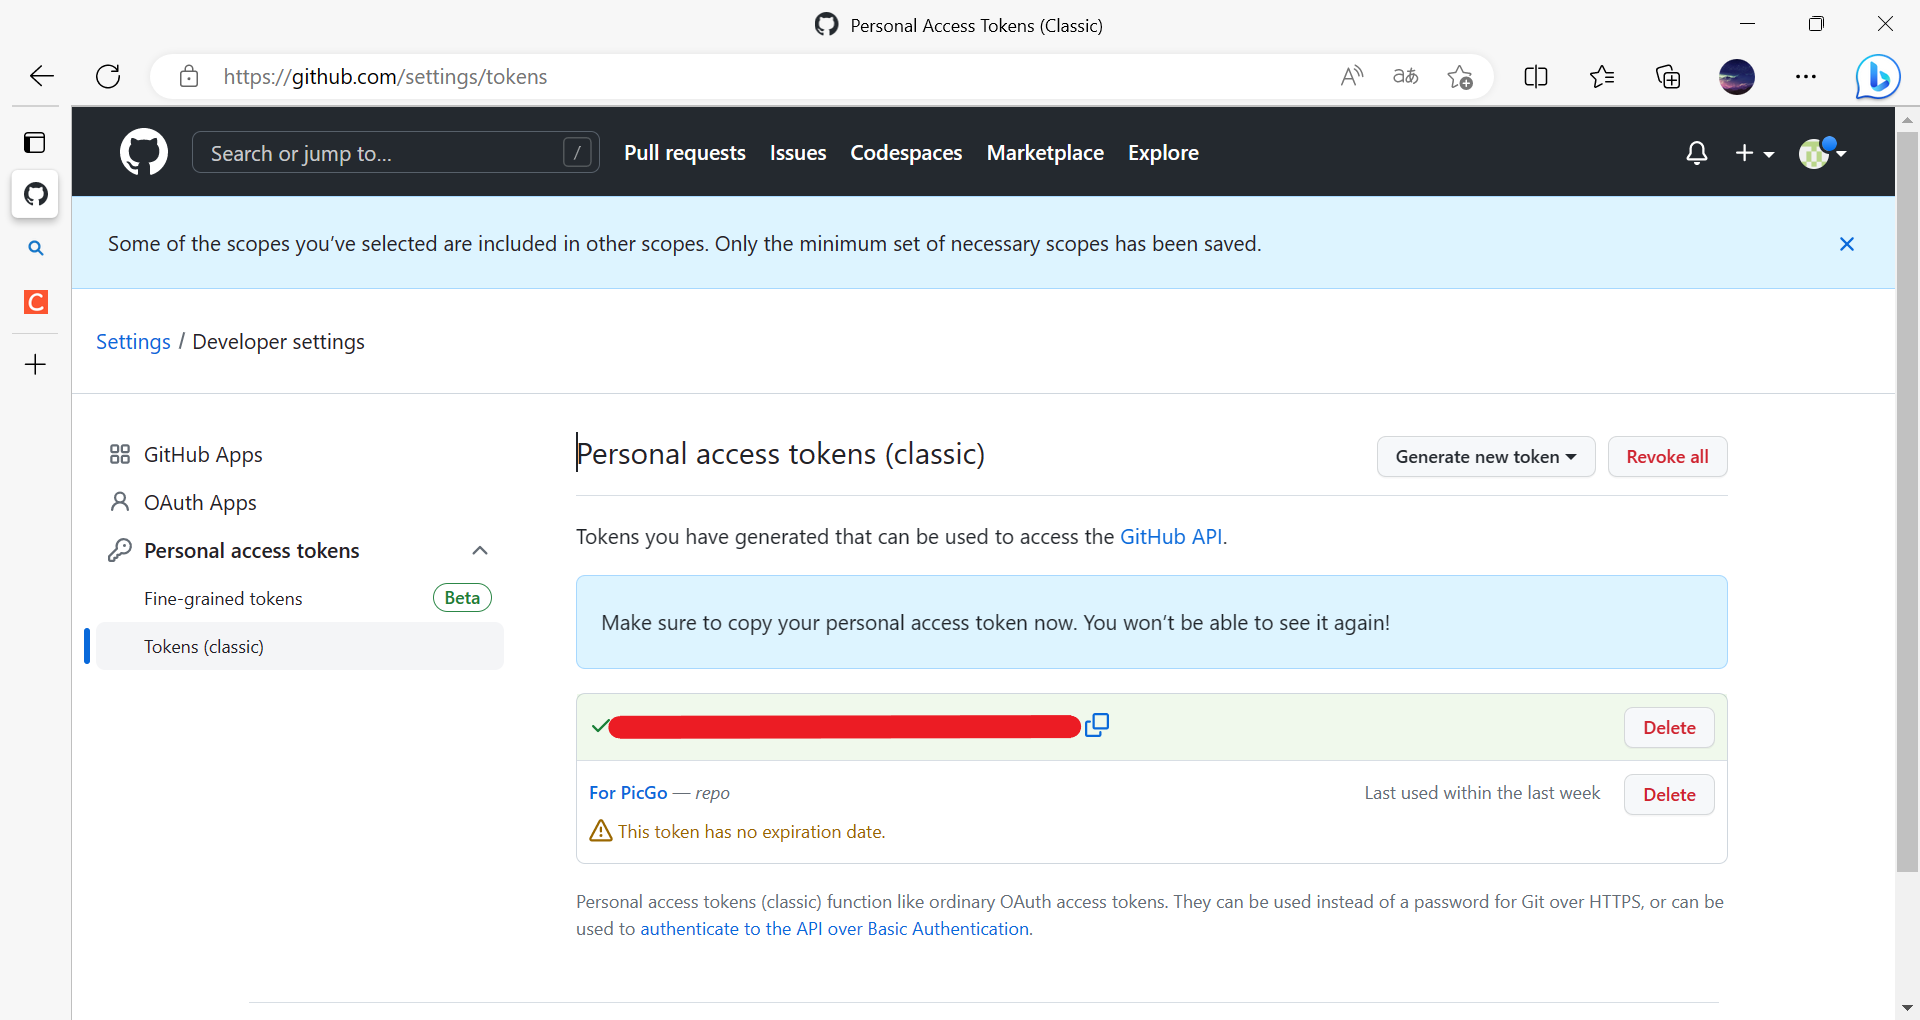 Personal Access Tokens (Classic)
https://github.com/settings/tokens
A
aあ
b
Search or jump to...
/
Pull requests
Issues
Codespaces
Marketplace
Explore
Some of the scopes you’ve selected are included in other scopes. Only the minimum set of necessary scopes has been saved.
C
Settings / Developer settings
GitHub Apps
OAuth Apps
Personal access tokens
Fine-grained tokens
Beta
Tokens (classic)
Personal access tokens (classic)
Generate new token
Revoke all
Tokens you have generated that can be used to access the GitHub API.
Make sure to copy your personal access token now. You won’t be able to see it again!
Delete
For PicGo — repo
Last used within the last week
Delete
This token has no expiration date.
Personal access tokens (classic) function like ordinary OAuth access tokens. They can be used instead of a password for Git over HTTPS, or can be
used to authenticate to the API over Basic Authentication.